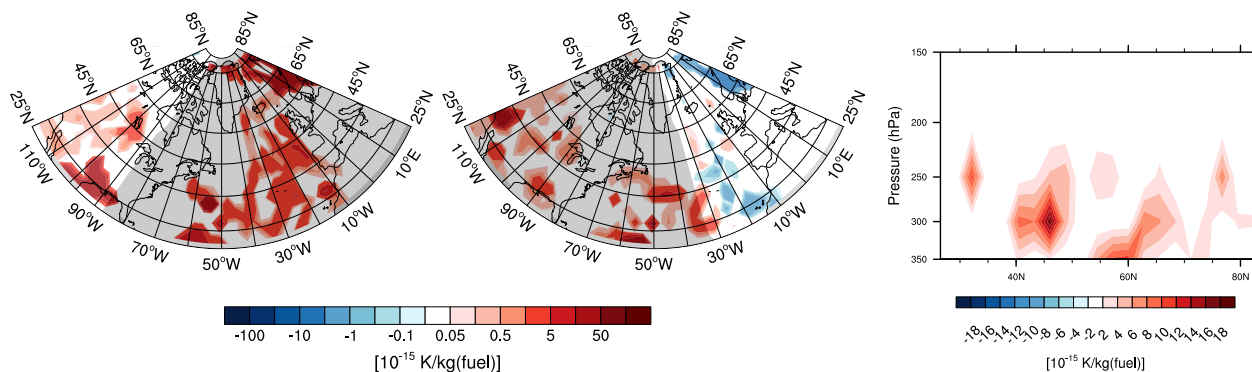 85°N
65°N
45°N
25°N
110°W
90°W
70°W
50°W
30°W
10°W
10°E
25°N
45°N
65°N
85°N
85°N
65°N
45°N
25°N
110°W
90°W
70°W
50°W
30°W
10°W
10°E
25°N
45°N
65°N
85°N
-100 -10 -1 -0.1 0.05 0.5 5 50
[10⁻¹⁵ K/kg(fuel)]
Pressure (hPa)
150
200
250
300
350
40N 60N 80N
-18 -16 -14 -12 -10 -8 -6 -4 -2 2 4 6 8 10 12 14 16 18
[10⁻¹⁵ K/kg(fuel)]